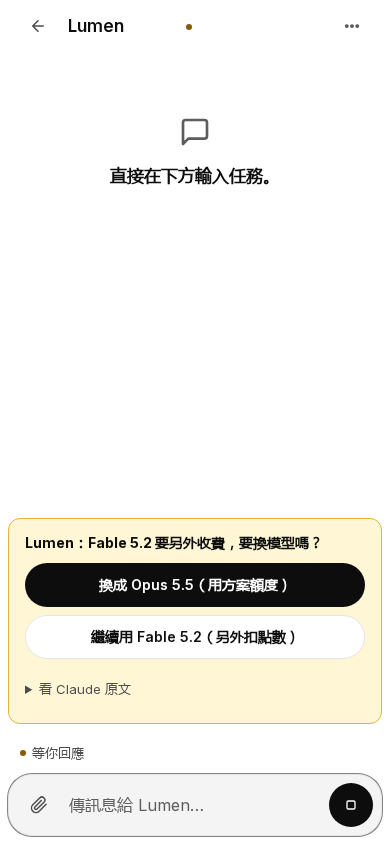 Lumen
直接在下方輸入任務。
Lumen：Fable 5.2 要另外收費，要換模型嗎？
換成 Opus 5.5（用方案額度）
繼續用 Fable 5.2（另外扣點數）
看 Claude 原文
等你回應
傳訊息給 Lumen…